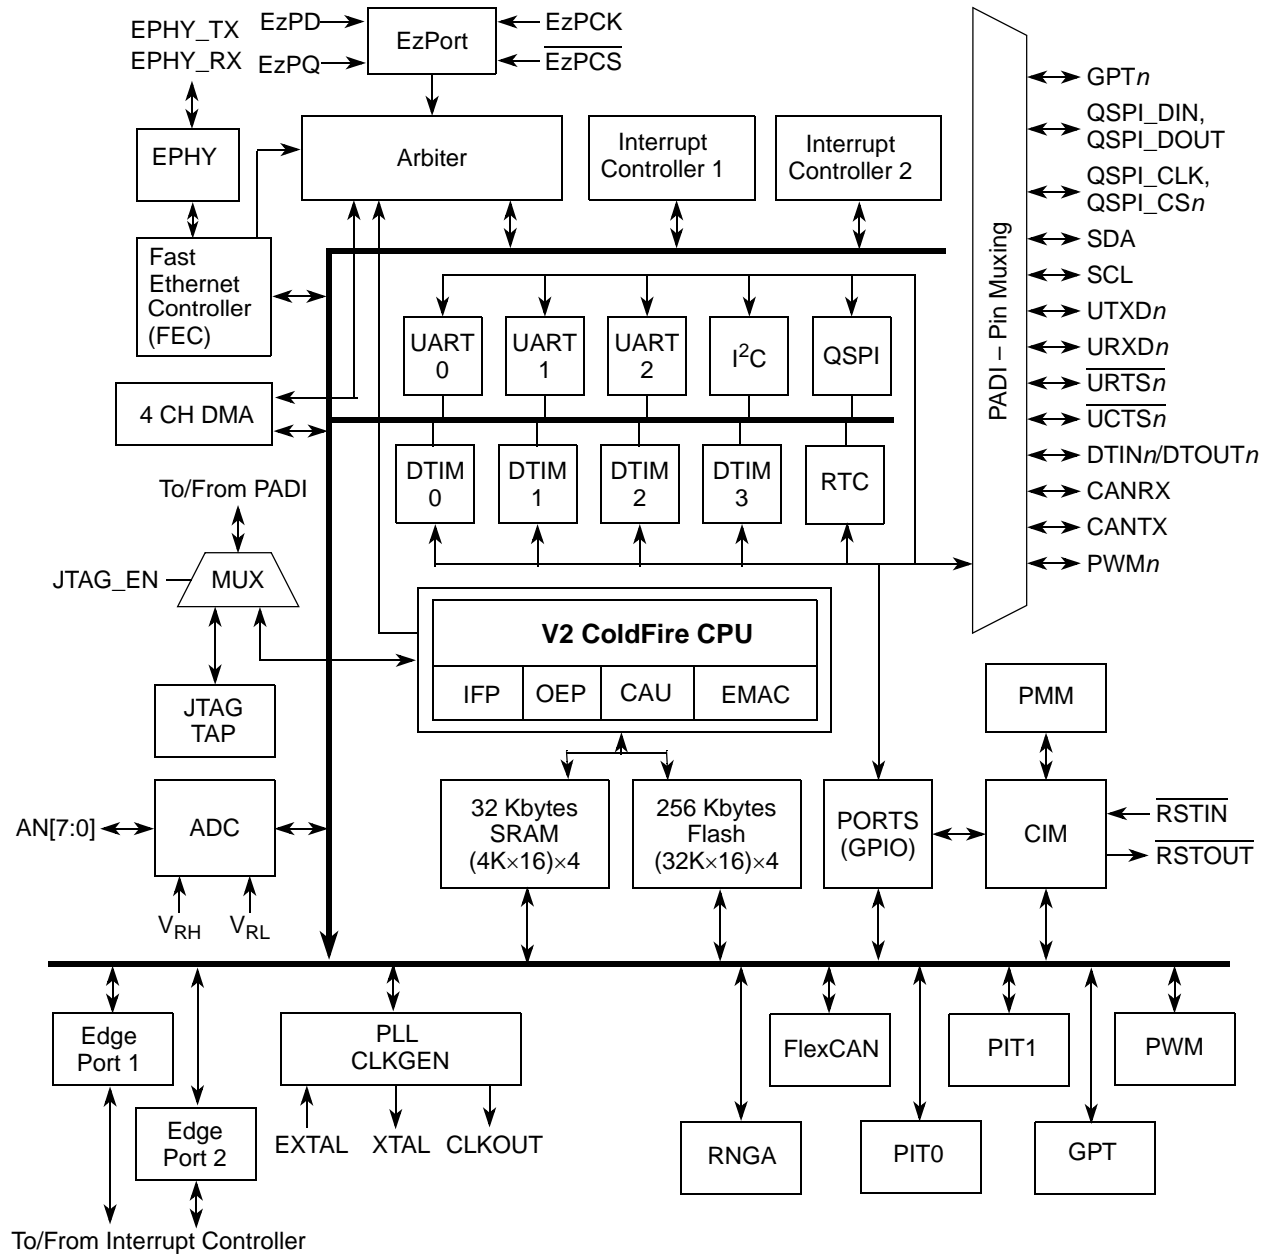 EPHY_TX
EPHY_RX
EzPD
EzPQ
EzPort
EzPCK
EzPCS
EPHY
Arbiter
Interrupt
Controller 1
Interrupt
Controller 2
Fast
Ethernet
Controller
(FEC)
4 CH DMA
UART
0
UART
1
UART
2
I²C
QSPI
DTIM
0
DTIM
1
DTIM
2
DTIM
3
RTC
PADI – Pin Muxing
GPTn
QSPI_DIN,
QSPI_DOUT
QSPI_CLK,
QSPI_CSn
SDA
SCL
UTXDn
URXDn
URTSn
UCTSn
DTINn/DTOUTn
CANRX
CANTX
PWMn
To/From PADI
JTAG_EN
MUX
JTAG
TAP
V2 ColdFire CPU
IFP
OEP
CAU
EMAC
PMM
AN[7:0]
ADC
VRH
VRL
32 Kbytes
SRAM
(4K×16)×4
256 Kbytes
Flash
(32K×16)×4
PORTS
(GPIO)
CIM
RSTIN
RSTOUT
Edge
Port 1
Edge
Port 2
PLL
CLKGEN
EXTAL
XTAL
CLKOUT
FlexCAN
PIT1
PWM
RNGA
PIT0
GPT
To/From Interrupt Controller